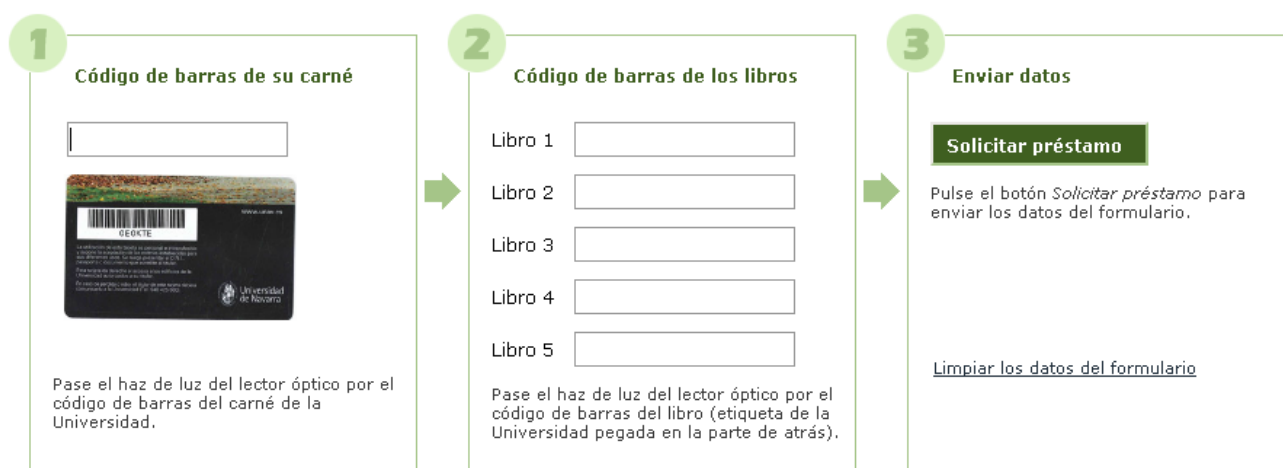 1
Código de barras de su carné
www.unav.es
Universidad
de Navarra
Pase el haz de luz del lector óptico por el
código de barras del carné de la
Universidad.
2
Código de barras de los libros
Libro 1
Libro 2
Libro 3
Libro 4
Libro 5
Pase el haz de luz del lector óptico por el
código de barras del libro (etiqueta de la
Universidad pegada en la parte de atrás).
3
Enviar datos
Solicitar préstamo
Pulse el botón Solicitar préstamo para
enviar los datos del formulario.
Limpiar los datos del formulario